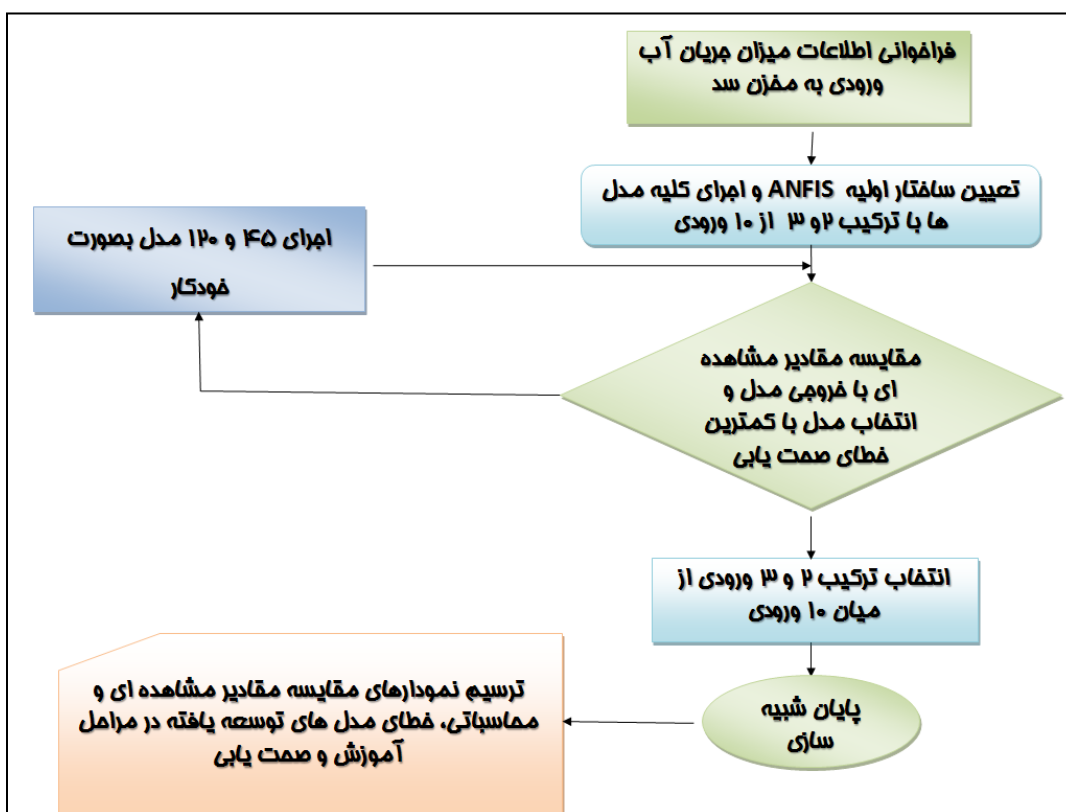 فراخوانی اطلاعات میزان جریان آب
ورودی به مخزن سد
تعیین ساختار اولیه ANFIS و اجرای کلیه مدل
ها با ترکیب ۲و ۳ از ۱۰ ورودی
اجرای ۴۵ و ۱۲۰ مدل بصورت
خودکار
مقایسه مقادیر مشاهده
ای با خروجی مدل و
انتخاب مدل با کمترین
خطای صحت یابی
انتخاب ترکیب ۲ و ۳ ورودی از
میان ۱۰ ورودی
پایان شبیه
سازی
ترسیم نمودارهای مقایسه مقادیر مشاهده ای و
محاسباتی، خطای مدل های توسعه یافته در مراحل
آموزش و صحت یابی